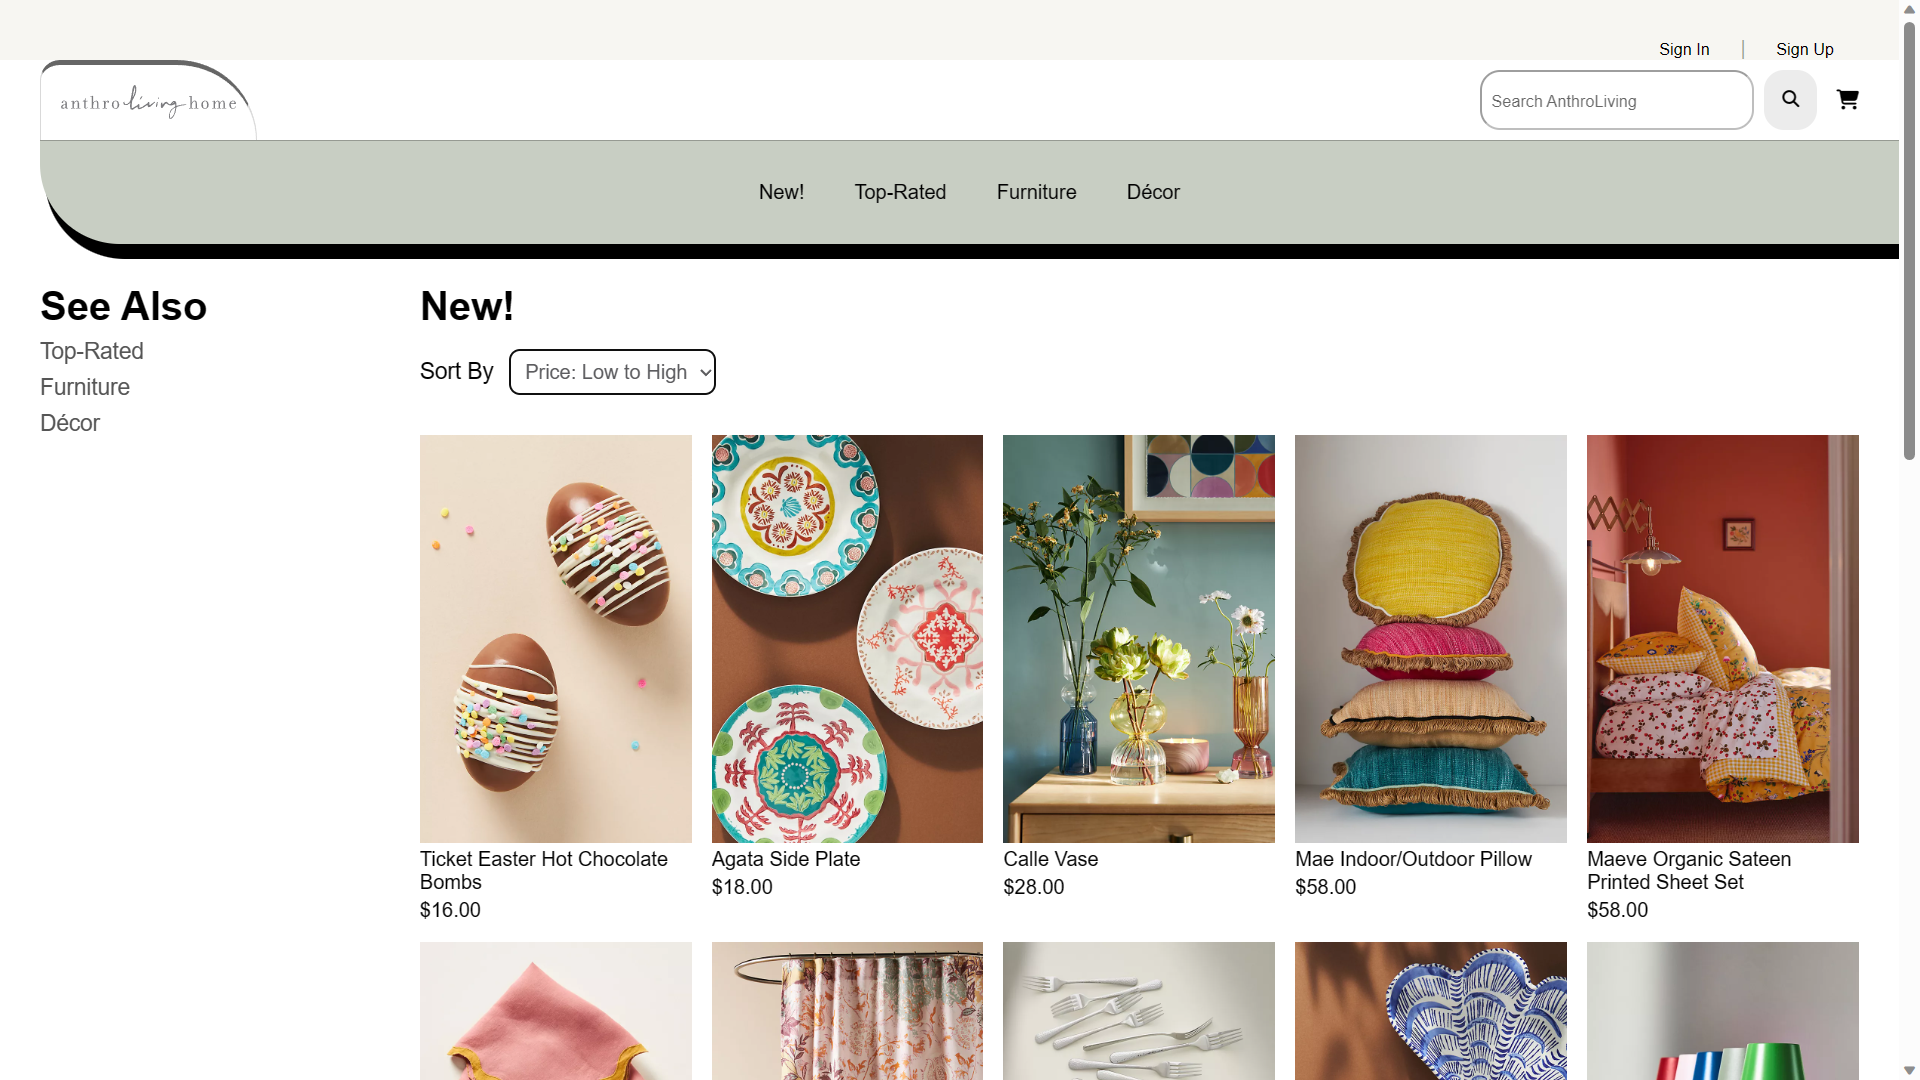 Sign In
Sign Up
anthro living home
Search AnthroLiving
New!
Top-Rated
Furniture
Décor
See Also
Top-Rated
Furniture
Décor
New!
Sort By
Price: Low to High
Ticket Easter Hot Chocolate
Bombs
$16.00
Agata Side Plate
$18.00
Calle Vase
$28.00
Mae Indoor/Outdoor Pillow
$58.00
Maeve Organic Sateen
Printed Sheet Set
$58.00